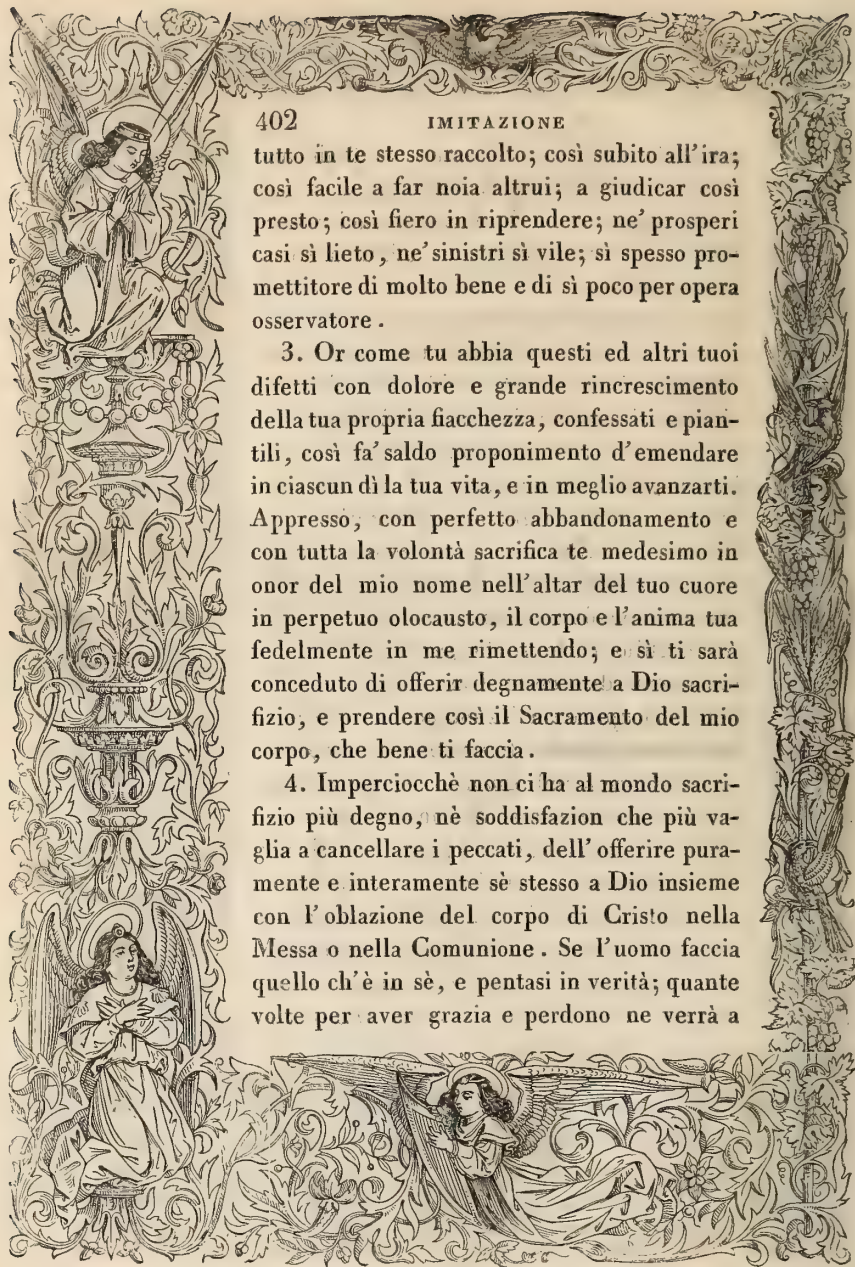 402 IMITAZIONE
tutto in te stesso raccolto; così subito all'ira;
così facile a far noia altrui; a giudicar così
presto; così fiero in riprendere; ne' prosperi
casi sì lieto, ne' sinistri sì vile; sì spesso pro-
mettitore di molto bene e di sì poco per opera
osservatore.
3. Or come tu abbia questi ed altri tuoi
difetti con dolore e grande rincrescimento
della tua propria fiacchezza, confessati e pian-
tili, così fa' saldo proponimento d'emendare
in ciascun dì la tua vita, e in meglio avanzarti.
Appresso, con perfetto abbandonamento e
con tutta la volontà sacrifica te medesimo in
onor del mio nome nell'altar del tuo cuore
in perpetuo olocausto, il corpo e l'anima tua
fedelmente in me rimettendo; e sì ti sarà
conceduto di offerir degnamente a Dio sacri-
fizio, e prendere così il Sacramento del mio
corpo, che bene ti faccia.
4. Imperciocchè non ci ha al mondo sacri-
fizio più degno, nè soddisfazion che più va-
glia a cancellare i peccati, dell' offerire pura-
mente e interamente sè stesso a Dio insieme
con l'oblazione del corpo di Cristo nella
Messa o nella Comunione. Se l'uomo faccia
quello ch'è in sè, e pentasi in verità; quante
volte per aver grazia e perdono ne verrà a